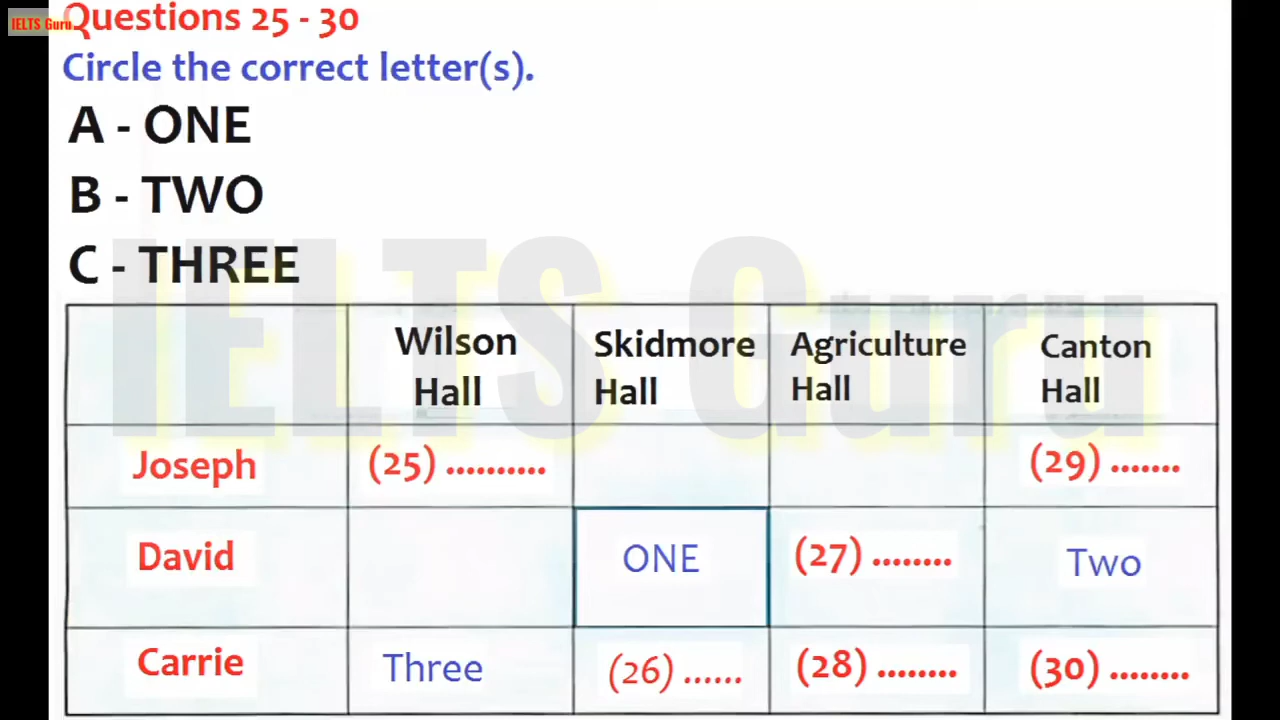 IELTS Guru
Questions 25 - 30
Circle the correct letter(s).
A - ONE
B - TWO
C - THREE
IELTS Guru
Wilson Hall Skidmore Hall Agriculture Hall Canton Hall
Joseph (25) .......... (29) .......
David ONE (27) ........ Two
Carrie Three (26) ...... (28) ........ (30) ........